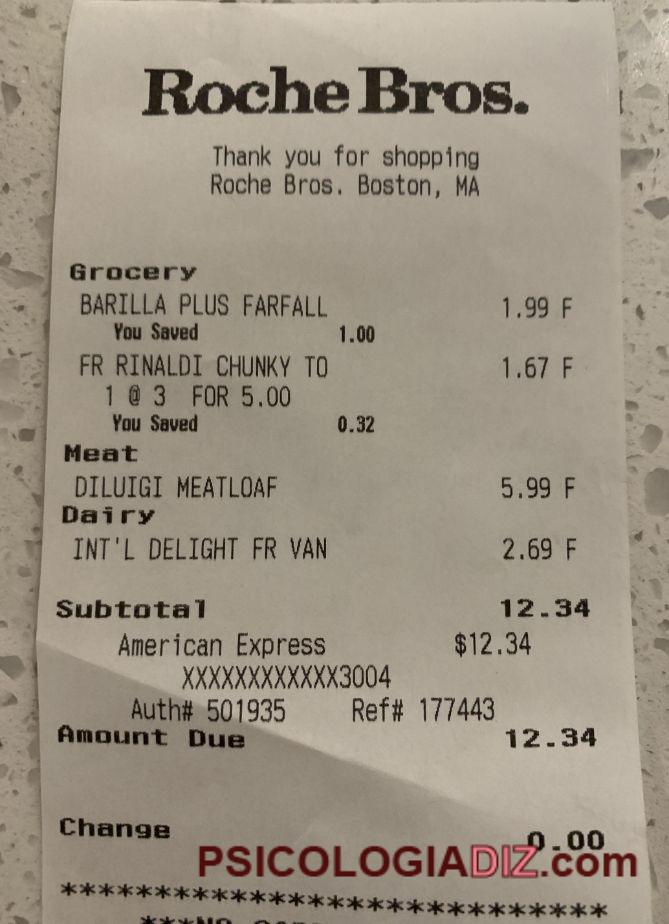 Roche Bros.
Thank you for shopping
Roche Bros. Boston, MA
Grocery
BARILLA PLUS FARFALL 1.99 F
You Saved 1.00
FR RINALDI CHUNKY TO 1.67 F
1 @ 3 FOR 5.00
You Saved 0.32
Meat
DILUIGI MEATLOAF 5.99 F
Dairy
INT'L DELIGHT FR VAN 2.69 F
Subtotal 12.34
American Express $12.34
XXXXXXXXXXXX3004
Auth# 501935 Ref# 177443
Amount Due 12.34
Change 0.00
PSICOLOGIADIZ.com
************************************